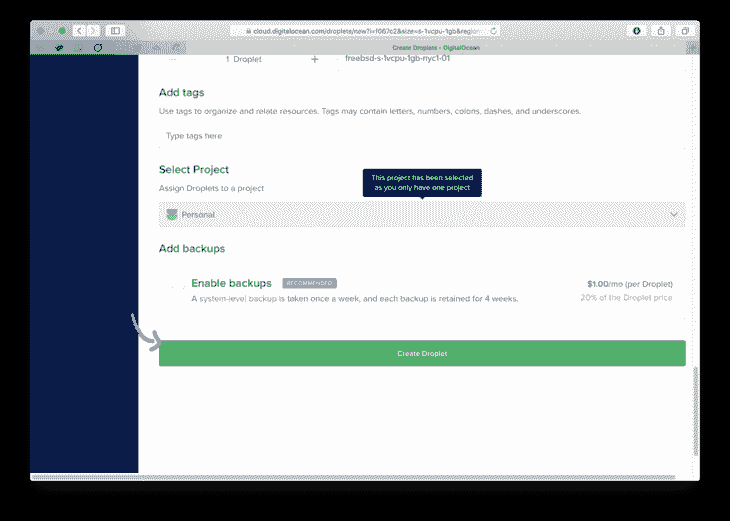 cloud.digitalocean.com/droplets/new?i=f067c2&size=s-1vcpu-1gb&region
Create Droplets - DigitalOcean
1 Droplet
+
freebsd-s-1vcpu-1gb-nyc1-01
Add tags
Use tags to organize and relate resources. Tags may contain letters, numbers, colons, dashes, and underscores.
Type tags here
Select Project
Assign Droplets to a project
This project has been selected
as you only have one project
Personal
Add backups
Enable backups RECOMMENDED
$1.00/mo (per Droplet)
A system-level backup is taken once a week, and each backup is retained for 4 weeks.
20% of the Droplet price
Create Droplet